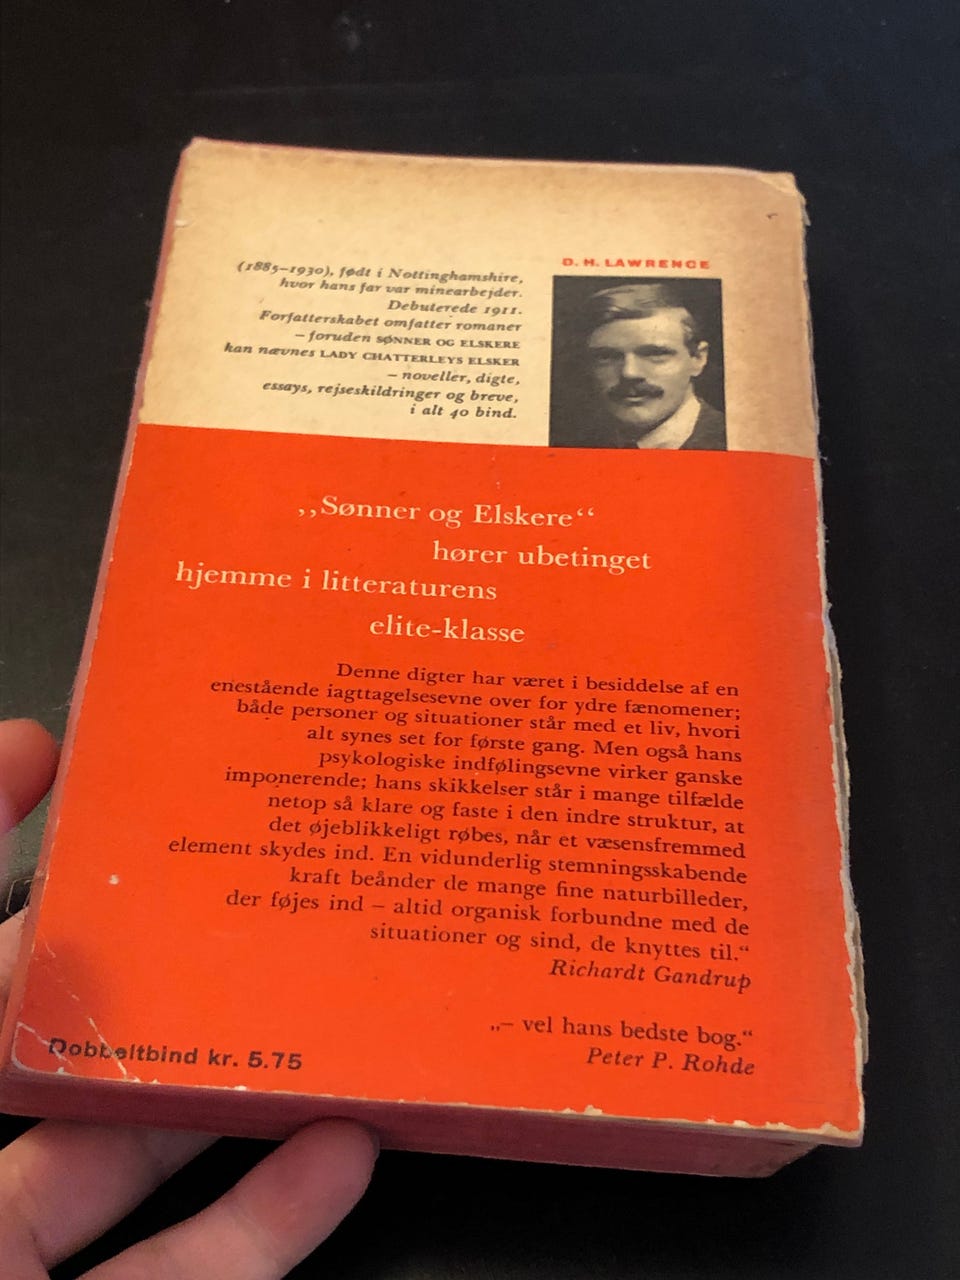 D. H. LAWRENCE
(1885–1930), født i Nottinghamshire,
hvor hans far var minearbejder.
Debuterede 1911.
Forfatterskabet omfatter romaner
– foruden SØNNER OG ELSKERE
kan nævnes LADY CHATTERLEYS ELSKER
– noveller, digte,
essays, rejseskildringer og breve,
i alt 40 bind.
„Sønner og Elskere“
hører ubetinget
hjemme i litteraturens
elite-klasse
Denne digter har været i besiddelse af en
enestående iagttagelsesevne over for ydre fænomener;
både personer og situationer står med et liv, hvori
alt synes set for første gang. Men også hans
psykologiske indfølingsevne virker ganske
imponerende; hans skikkelser står i mange tilfælde
netop så klare og faste i den indre struktur, at
det øjeblikkeligt røbes, når et væsensfremmed
element skydes ind. En vidunderlig stemningsskabende
kraft beånder de mange fine naturbilleder,
der føjes ind – altid organisk forbundne med de
situationer og sind, de knyttes til.“
Richardt Gandrup
„– vel hans bedste bog.“
Peter P. Rohde
Dobbeltbind kr. 5.75